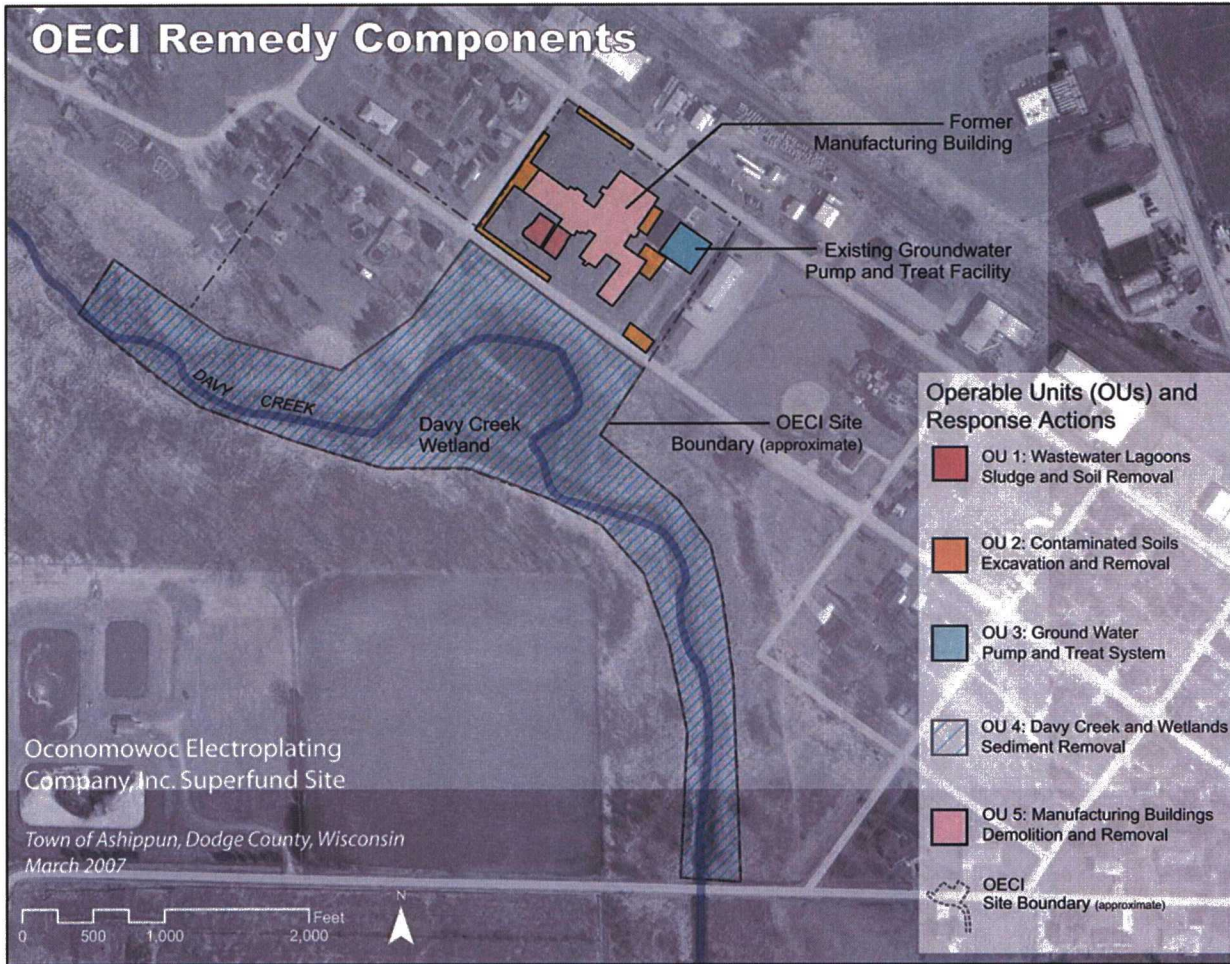 OECI Remedy Components
Former
Manufacturing Building
Existing Groundwater
Pump and Treat Facility
DAVY CREEK
Davy Creek
Wetland
OECI Site
Boundary (approximate)
Operable Units (OUs) and
Response Actions
OU 1: Wastewater Lagoons
Sludge and Soil Removal
OU 2: Contaminated Soils
Excavation and Removal
OU 3: Ground Water
Pump and Treat System
OU 4: Davy Creek and Wetlands
Sediment Removal
OU 5: Manufacturing Buildings
Demolition and Removal
OECI
Site Boundary (approximate)
Oconomowoc Electroplating
Company, Inc. Superfund Site
Town of Ashippun, Dodge County, Wisconsin
March 2007
N
Feet
0 500 1,000 2,000